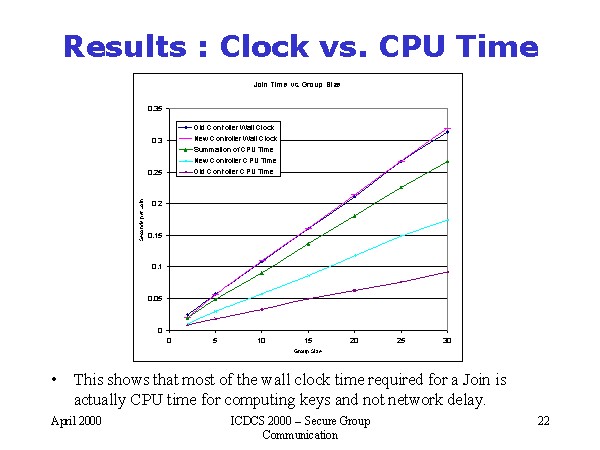 Results : Clock vs. CPU Time
Join Time vs. Group Size
0.35
0.3
0.25
0.2
0.15
0.1
0.05
0
Old Controller Wall Clock
New Controller Wall Clock
Summation of CPU Time
New Controller CPU Time
Old Controller CPU Time
0 5 10 15 20 25 30
Group Size
• This shows that most of the wall clock time required for a Join is
actually CPU time for computing keys and not network delay.
April 2000
ICDCS 2000 – Secure Group
Communication
22